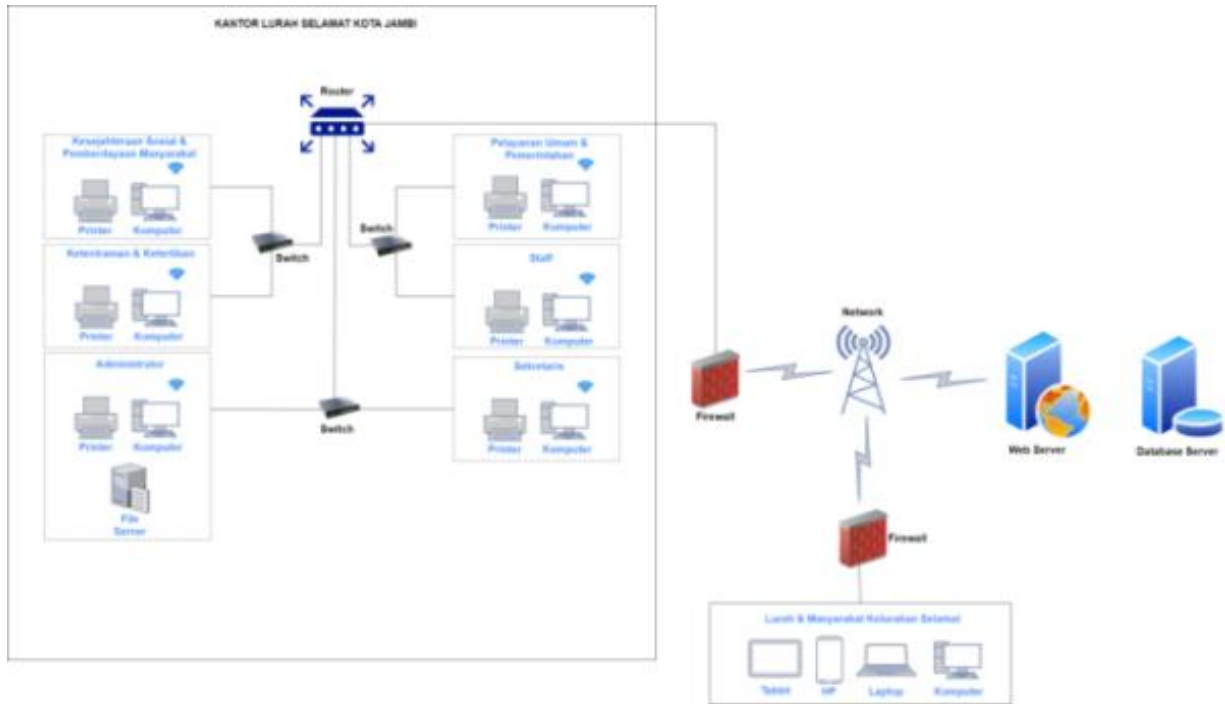 KANTOR LURAH SELAMAT KOTA JAMBI
Router
Kesejahteraan Sosial &
Pemberdayaan Masyarakat
Printer
Komputer
Switch
Ketentraman & Ketertiban
Printer
Komputer
Administrator
Printer
Komputer
File
Server
Switch
Pelayanan Umum &
Pemerintahan
Printer
Komputer
Switch
Staff
Printer
Komputer
Sekretaris
Printer
Komputer
Firewall
Network
Web Server
Database Server
Firewall
Lurah & Masyarakat Kelurahan Selamat
Tablet
HP
Laptop
Komputer